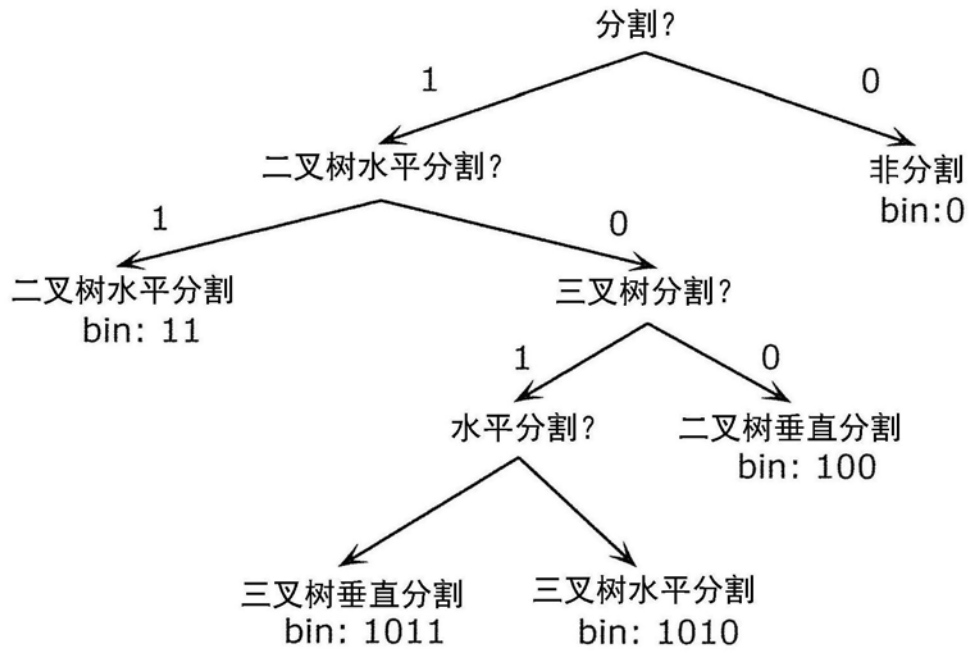 分割？
1
0
二叉树水平分割？
非分割
bin:0
1
0
二叉树水平分割
bin: 11
三叉树分割？
1
0
水平分割？
二叉树垂直分割
bin: 100
三叉树垂直分割
bin: 1011
三叉树水平分割
bin: 1010